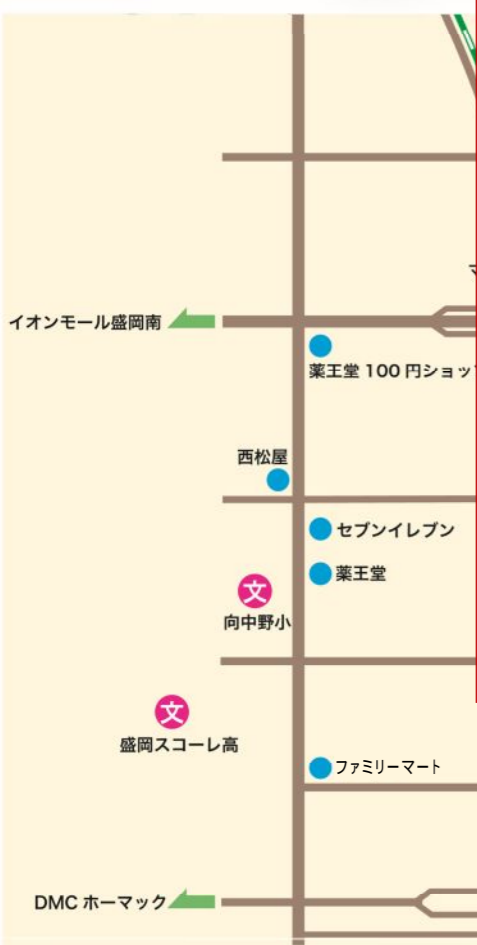 イオンモール盛岡南
薬王堂 100 円ショッ
西松屋
セブンイレブン
薬王堂
文
向中野小
文
盛岡スコーレ高
ファミリーマート
DMC ホーマック